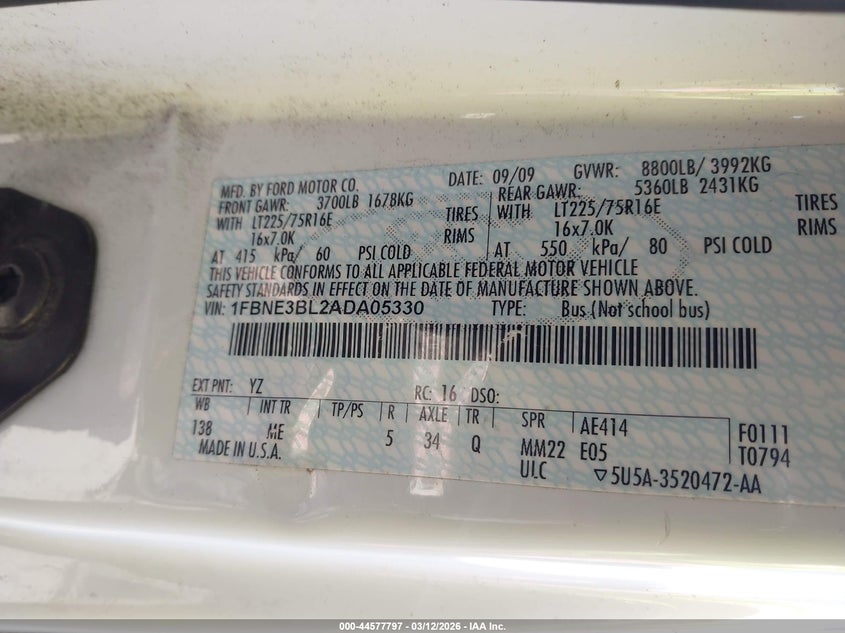 MFD. BY FORD MOTOR CO. DATE: 09/09 GVWR: 8800LB/ 3992KG
FRONT GAWR: 3700LB 1678KG REAR GAWR: 5360LB 2431KG
WITH LT225/75R16E TIRES WITH LT225/75R16E TIRES
16x7.0K RIMS 16x7.0K RIMS
AT 415 kPa/ 60 PSI COLD AT 550 kPa/ 80 PSI COLD
THIS VEHICLE CONFORMS TO ALL APPLICABLE FEDERAL MOTOR VEHICLE
SAFETY STANDARDS IN EFFECT ON THE DATE OF MANUFACTURE SHOWN ABOVE.
VIN: 1FBNE3BL2ADA05330 TYPE: Bus (Not school bus)
EXT PNT: YZ RC: 16 DSO:
WB INT TR TP/PS R AXLE TR SPR AE414 F0111
138 ME 5 34 Q MM22 E05 T0794
MADE IN U.S.A. ULC ▽5U5A-3520472-AA
000-44577797 - 03/12/2026 - IAA Inc.